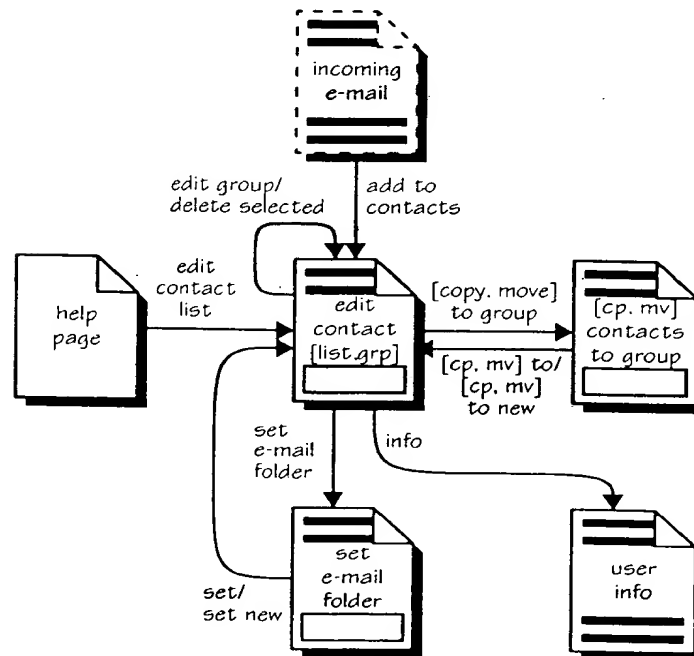 incoming
e-mail
edit group/
delete selected
add to
contacts
help
page
edit
contact
list
edit
contact
[list.grp]
[copy. move]
to group
[cp. mv]
contacts
to group
[cp, mv] to/
[cp, mv]
to new
set
e-mail
folder
info
set
e-mail
folder
set/
set new
user
info